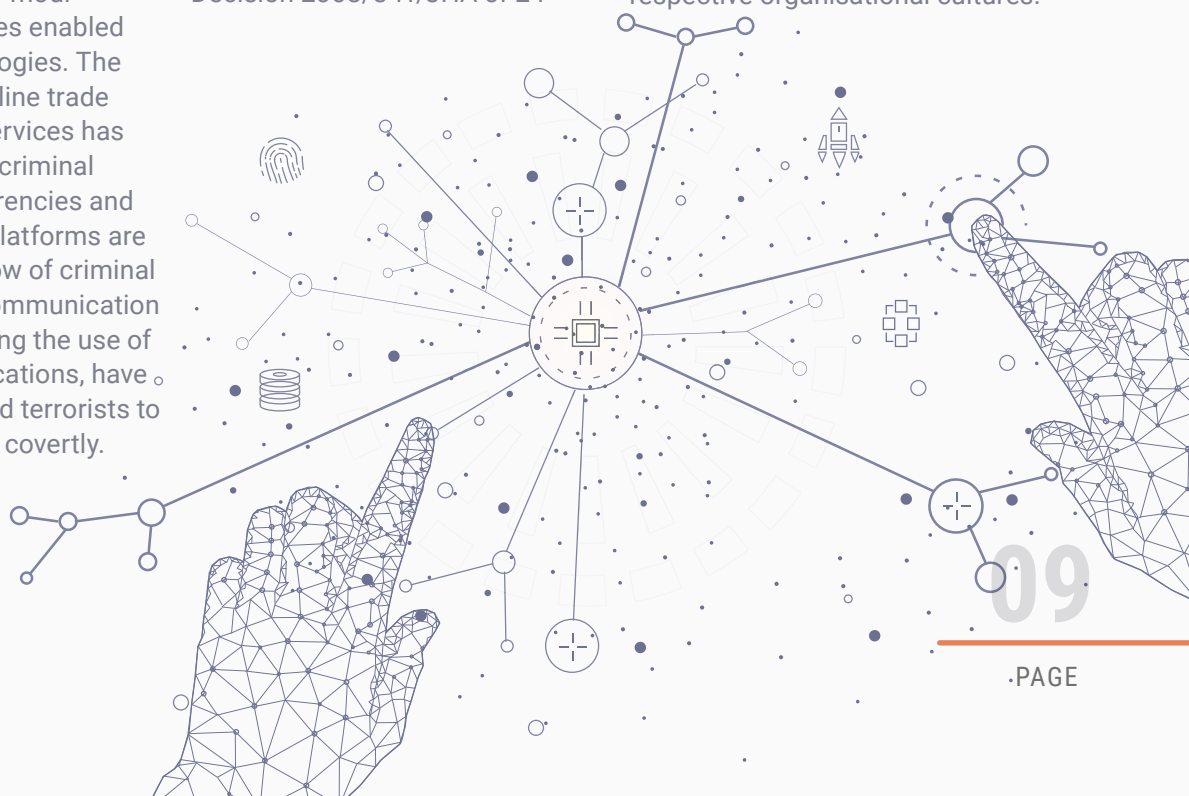 es enabled
ogies. The
line trade
ervices has
criminal
rencies and
latforms are
ow of criminal
ommunication
ng the use of
cations, have
d terrorists to
covertly.
respective organisational cultures.
09
PAGE